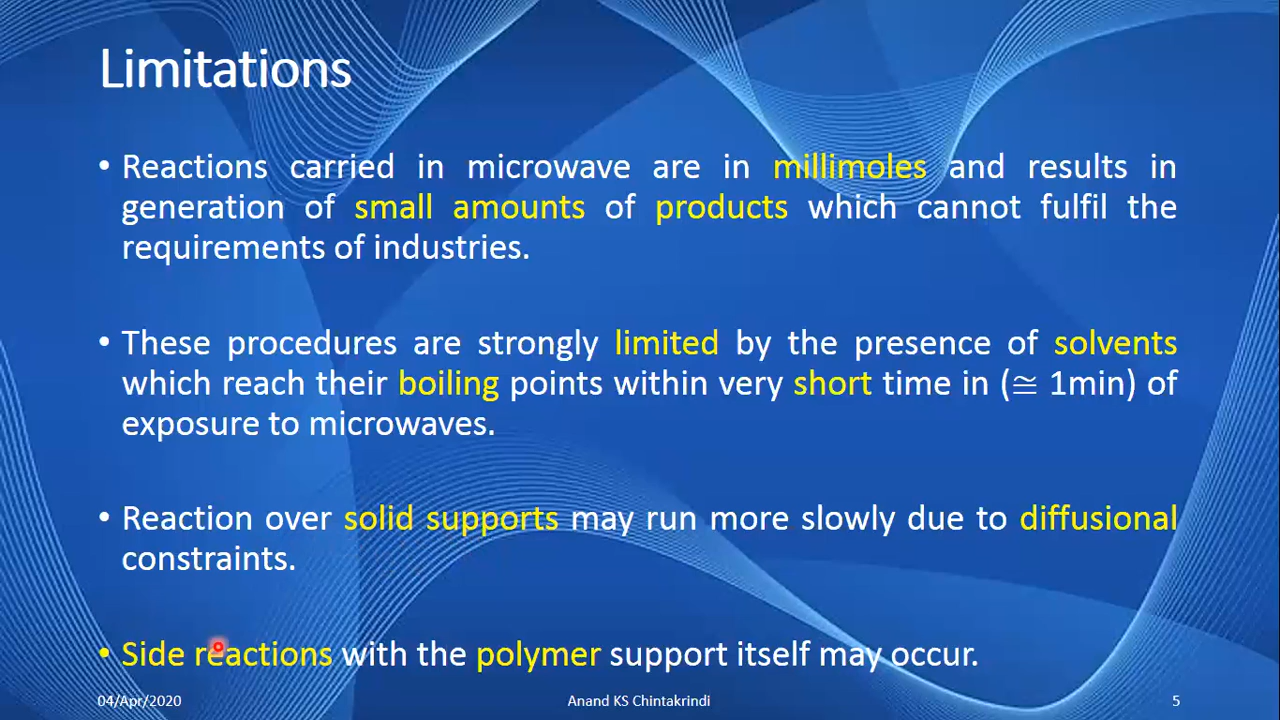 Limitations
• Reactions carried in microwave are in millimoles and results in
generation of small amounts of products which cannot fulfil the
requirements of industries.
• These procedures are strongly limited by the presence of solvents
which reach their boiling points within very short time in (≅ 1min) of
exposure to microwaves.
• Reaction over solid supports may run more slowly due to diffusional
constraints.
• Side reactions with the polymer support itself may occur.
04/Apr/2020 Anand KS Chintakrindi 5